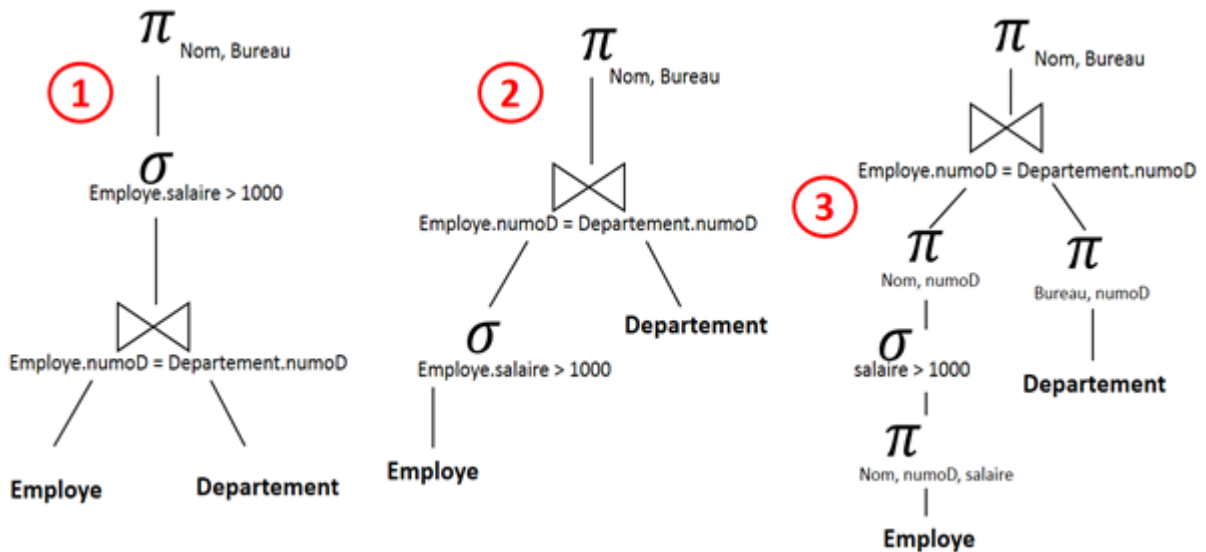 π
Nom, Bureau
1
σ
Employe.salaire > 1000
Employe.numoD = Departement.numoD
Employe
Departement
π
Nom, Bureau
2
Employe.numoD = Departement.numoD
σ
Employe.salaire > 1000
Departement
Employe
π
Nom, Bureau
Employe.numoD = Departement.numoD
3
π
Nom, numoD
π
Bureau, numoD
σ
salaire > 1000
Departement
π
Nom, numoD, salaire
Employe